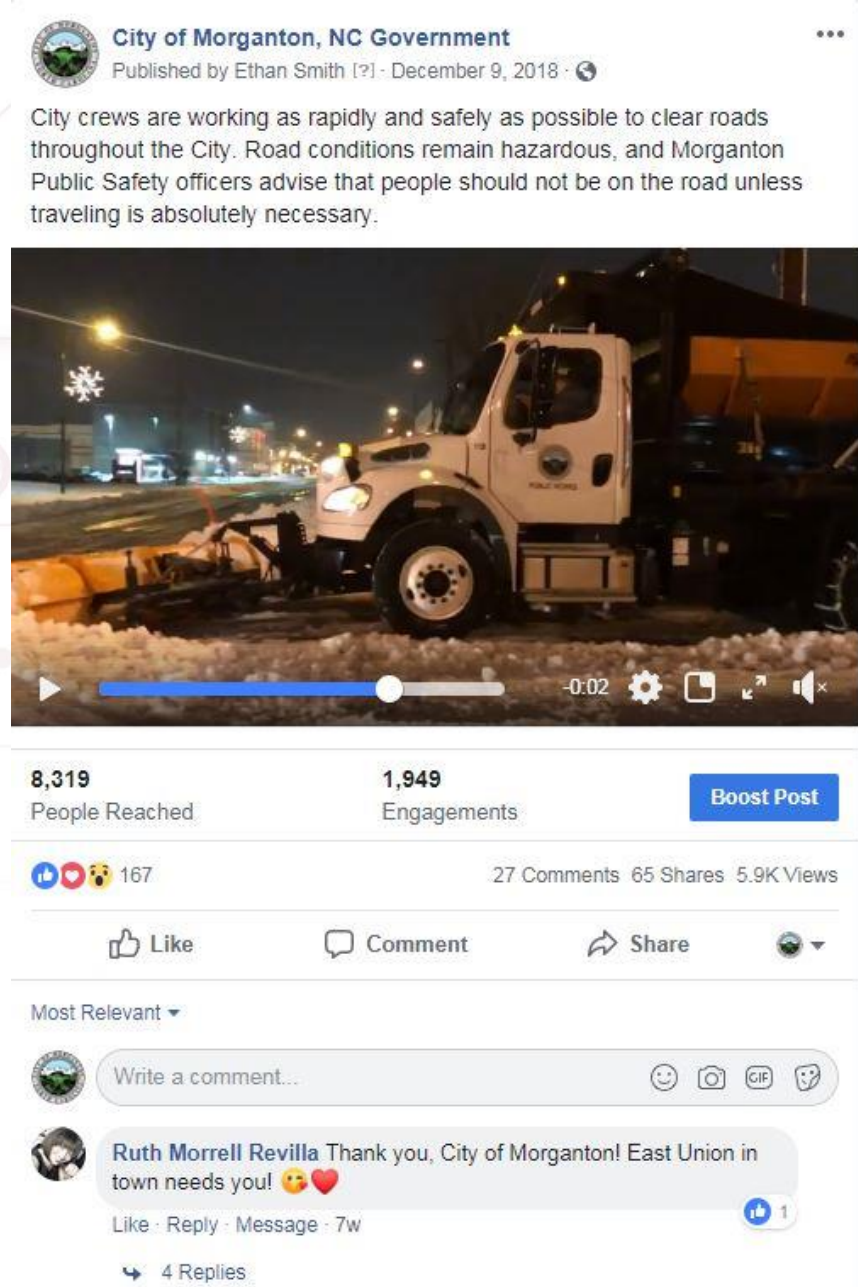 City of Morganton, NC Government
Published by Ethan Smith [?] · December 9, 2018 ·
City crews are working as rapidly and safely as possible to clear roads
throughout the City. Road conditions remain hazardous, and Morganton
Public Safety officers advise that people should not be on the road unless
traveling is absolutely necessary.
PUBLIC WORKS
-0:02
8,319
1,949
People Reached
Engagements
Boost Post
167
27 Comments 65 Shares 5.9K Views
Like
Comment
Share
Most Relevant
Write a comment...
GIF
Ruth Morrell Revilla Thank you, City of Morganton! East Union in
town needs you! 😘❤️
1
Like · Reply · Message · 7w
4 Replies